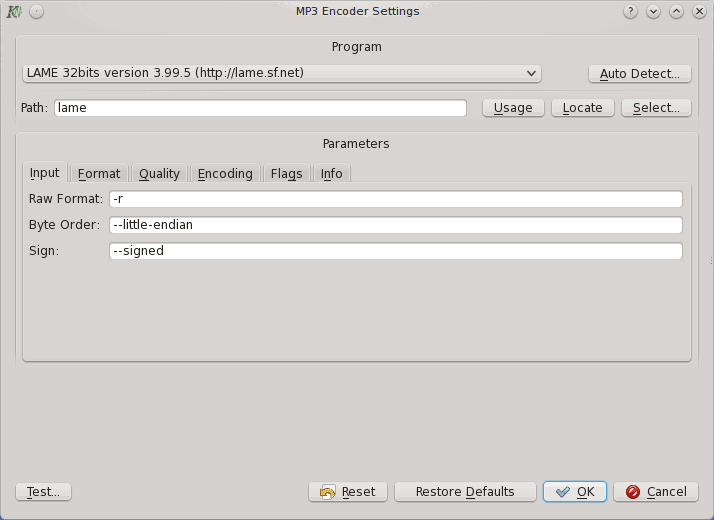 MP3 Encoder Settings
Program
LAME 32bits version 3.99.5 (http://lame.sf.net)
Auto Detect...
Path: lame
Usage
Locate
Select...
Parameters
Input Format Quality Encoding Flags Info
Raw Format: -r
Byte Order: --little-endian
Sign: --signed
Test...
Reset
Restore Defaults
OK
Cancel